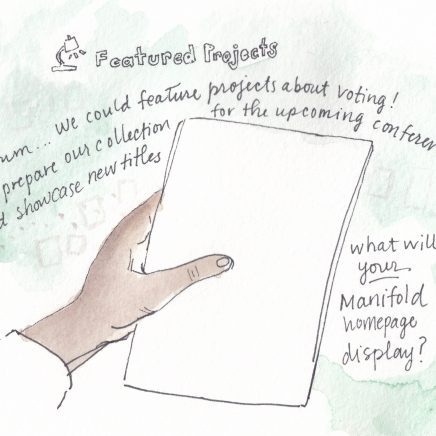 Featured Projects
mm... we could feature projects about voting!
prepare our collection for the upcoming conferen
d showcase new titles
what will
your
Manifold
homepage
display?